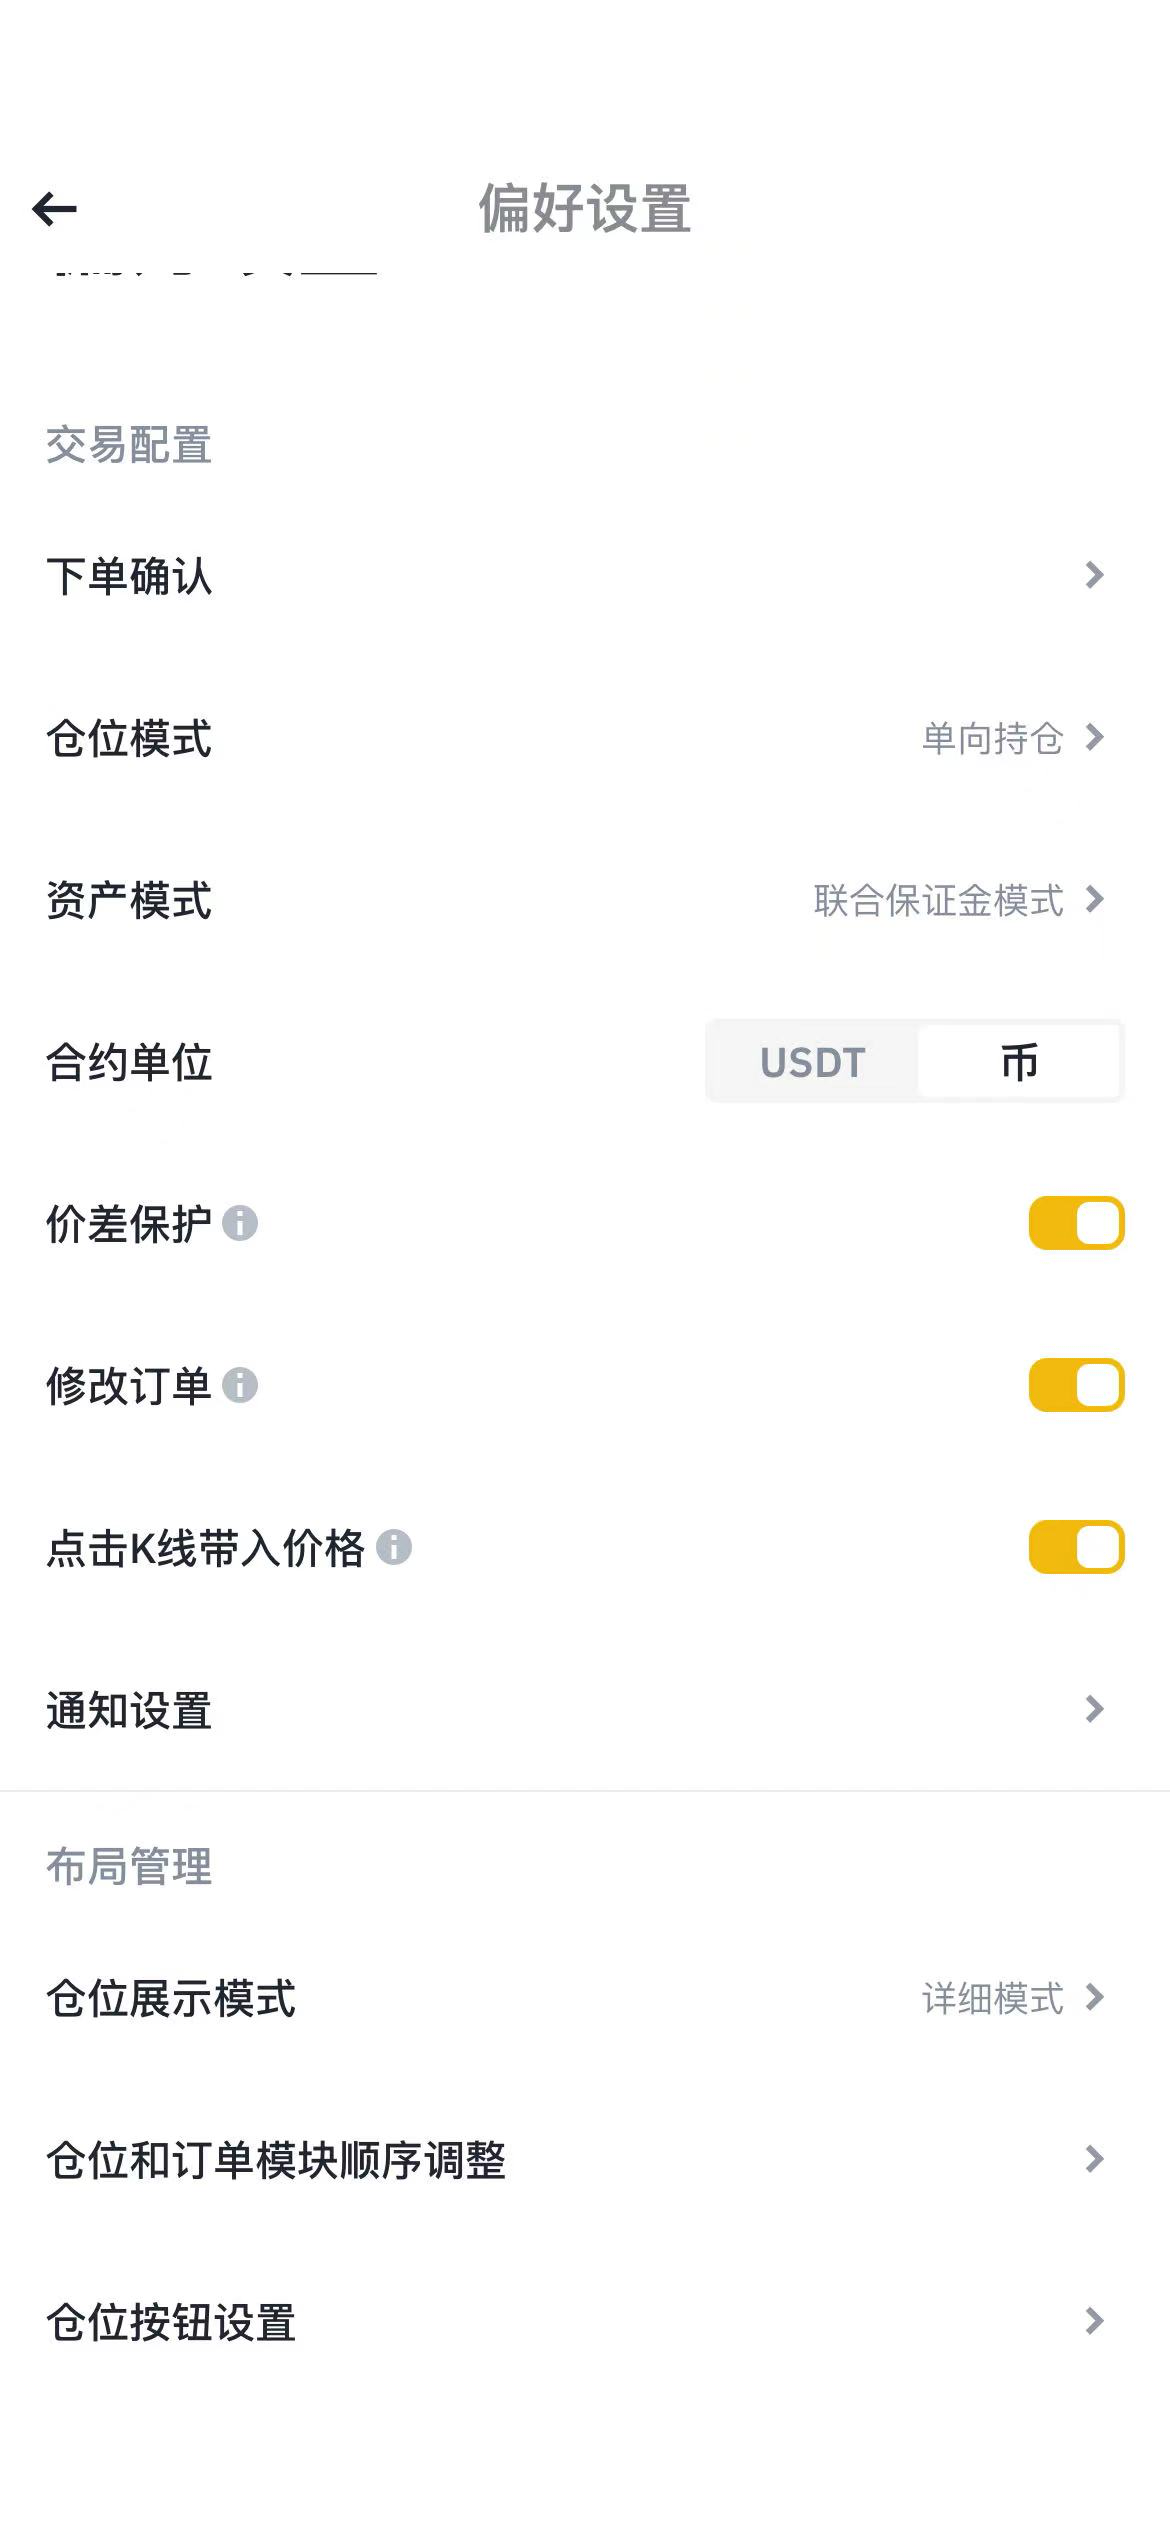 偏好设置
交易配置
下单确认
仓位模式 单向持仓
资产模式 联合保证金模式
合约单位 USDT 币
价差保护
修改订单
点击K线带入价格
通知设置
布局管理
仓位展示模式 详细模式
仓位和订单模块顺序调整
仓位按钮设置